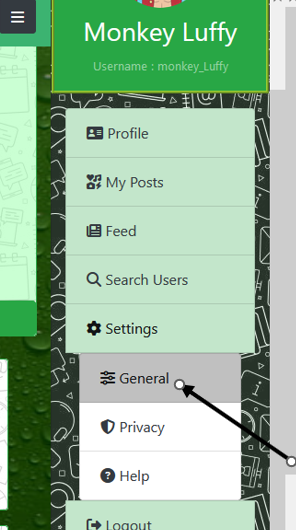 Monkey Luffy
Username : monkey_Luffy
Profile
My Posts
Feed
Search Users
Settings
General
Privacy
Help
Logout